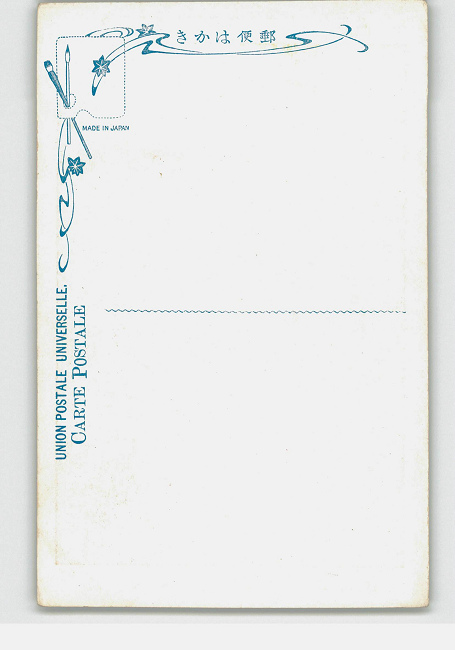 きかは便郵
MADE IN JAPAN
UNION POSTALE UNIVERSELLE.
CARTE POSTALE